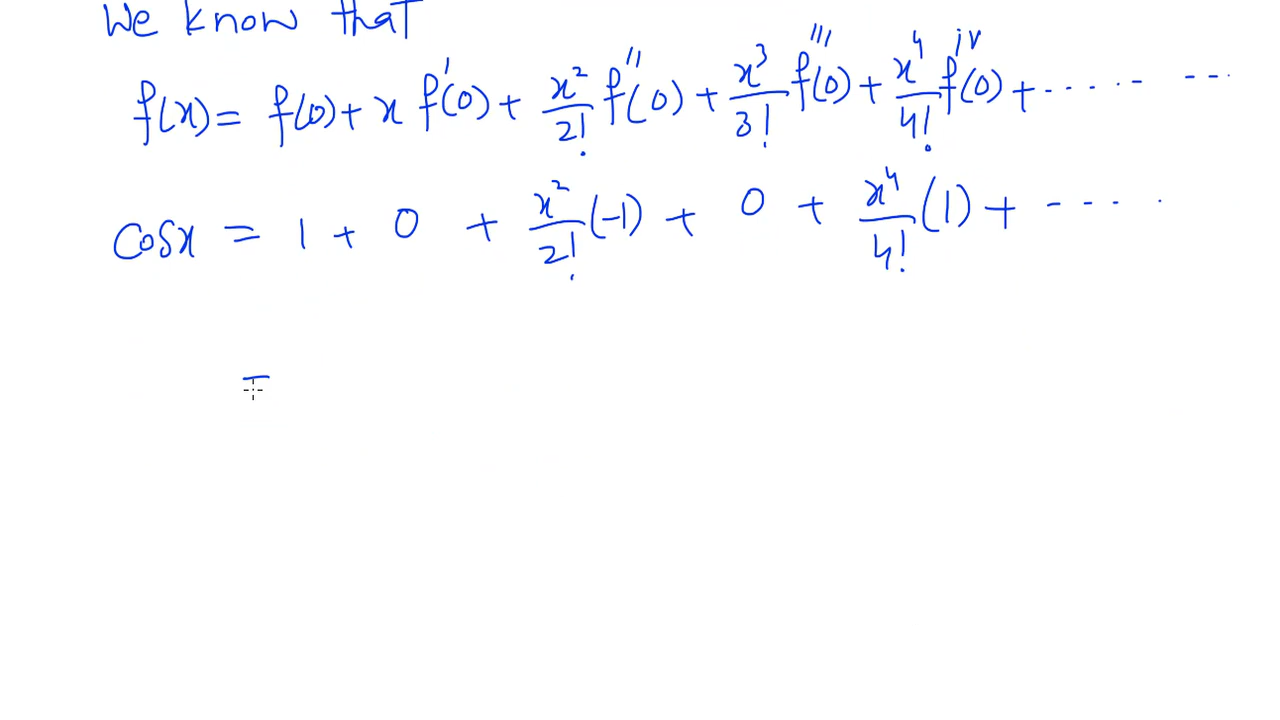 We know that
f(x) = f(0) + x f'(0) + x²/2! f''(0) + x³/3! f'''(0) + x⁴/4! fⁱᵛ(0) + ..... ---
Cosx = 1 + 0 + x²/2! (-1) + 0 + x⁴/4! (1) + ----
=